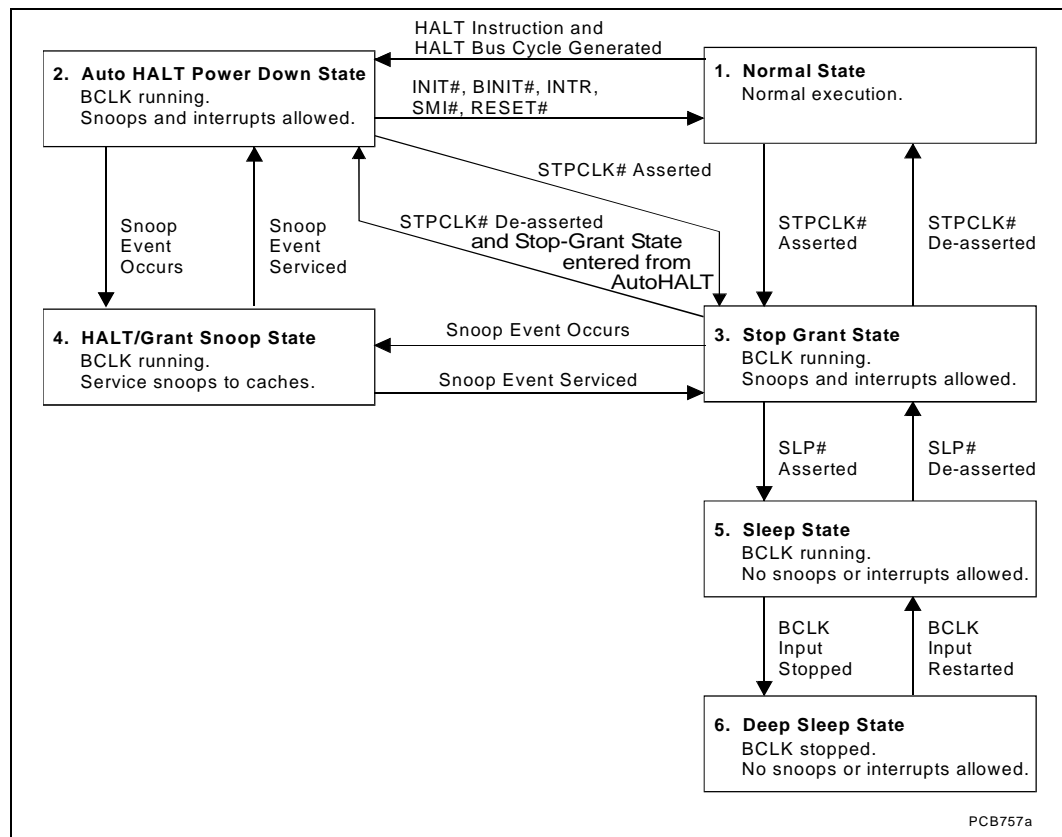 HALT Instruction and
HALT Bus Cycle Generated
2. Auto HALT Power Down State
BCLK running.
Snoops and interrupts allowed.
INIT#, BINIT#, INTR,
SMI#, RESET#
1. Normal State
Normal execution.
STPCLK# Asserted
STPCLK# De-asserted
and Stop-Grant State
entered from
AutoHALT
Snoop
Event
Occurs
Snoop
Event
Serviced
STPCLK#
Asserted
STPCLK#
De-asserted
4. HALT/Grant Snoop State
BCLK running.
Service snoops to caches.
Snoop Event Occurs
Snoop Event Serviced
3. Stop Grant State
BCLK running.
Snoops and interrupts allowed.
SLP#
Asserted
SLP#
De-asserted
5. Sleep State
BCLK running.
No snoops or interrupts allowed.
BCLK
Input
Stopped
BCLK
Input
Restarted
6. Deep Sleep State
BCLK stopped.
No snoops or interrupts allowed.
PCB757a